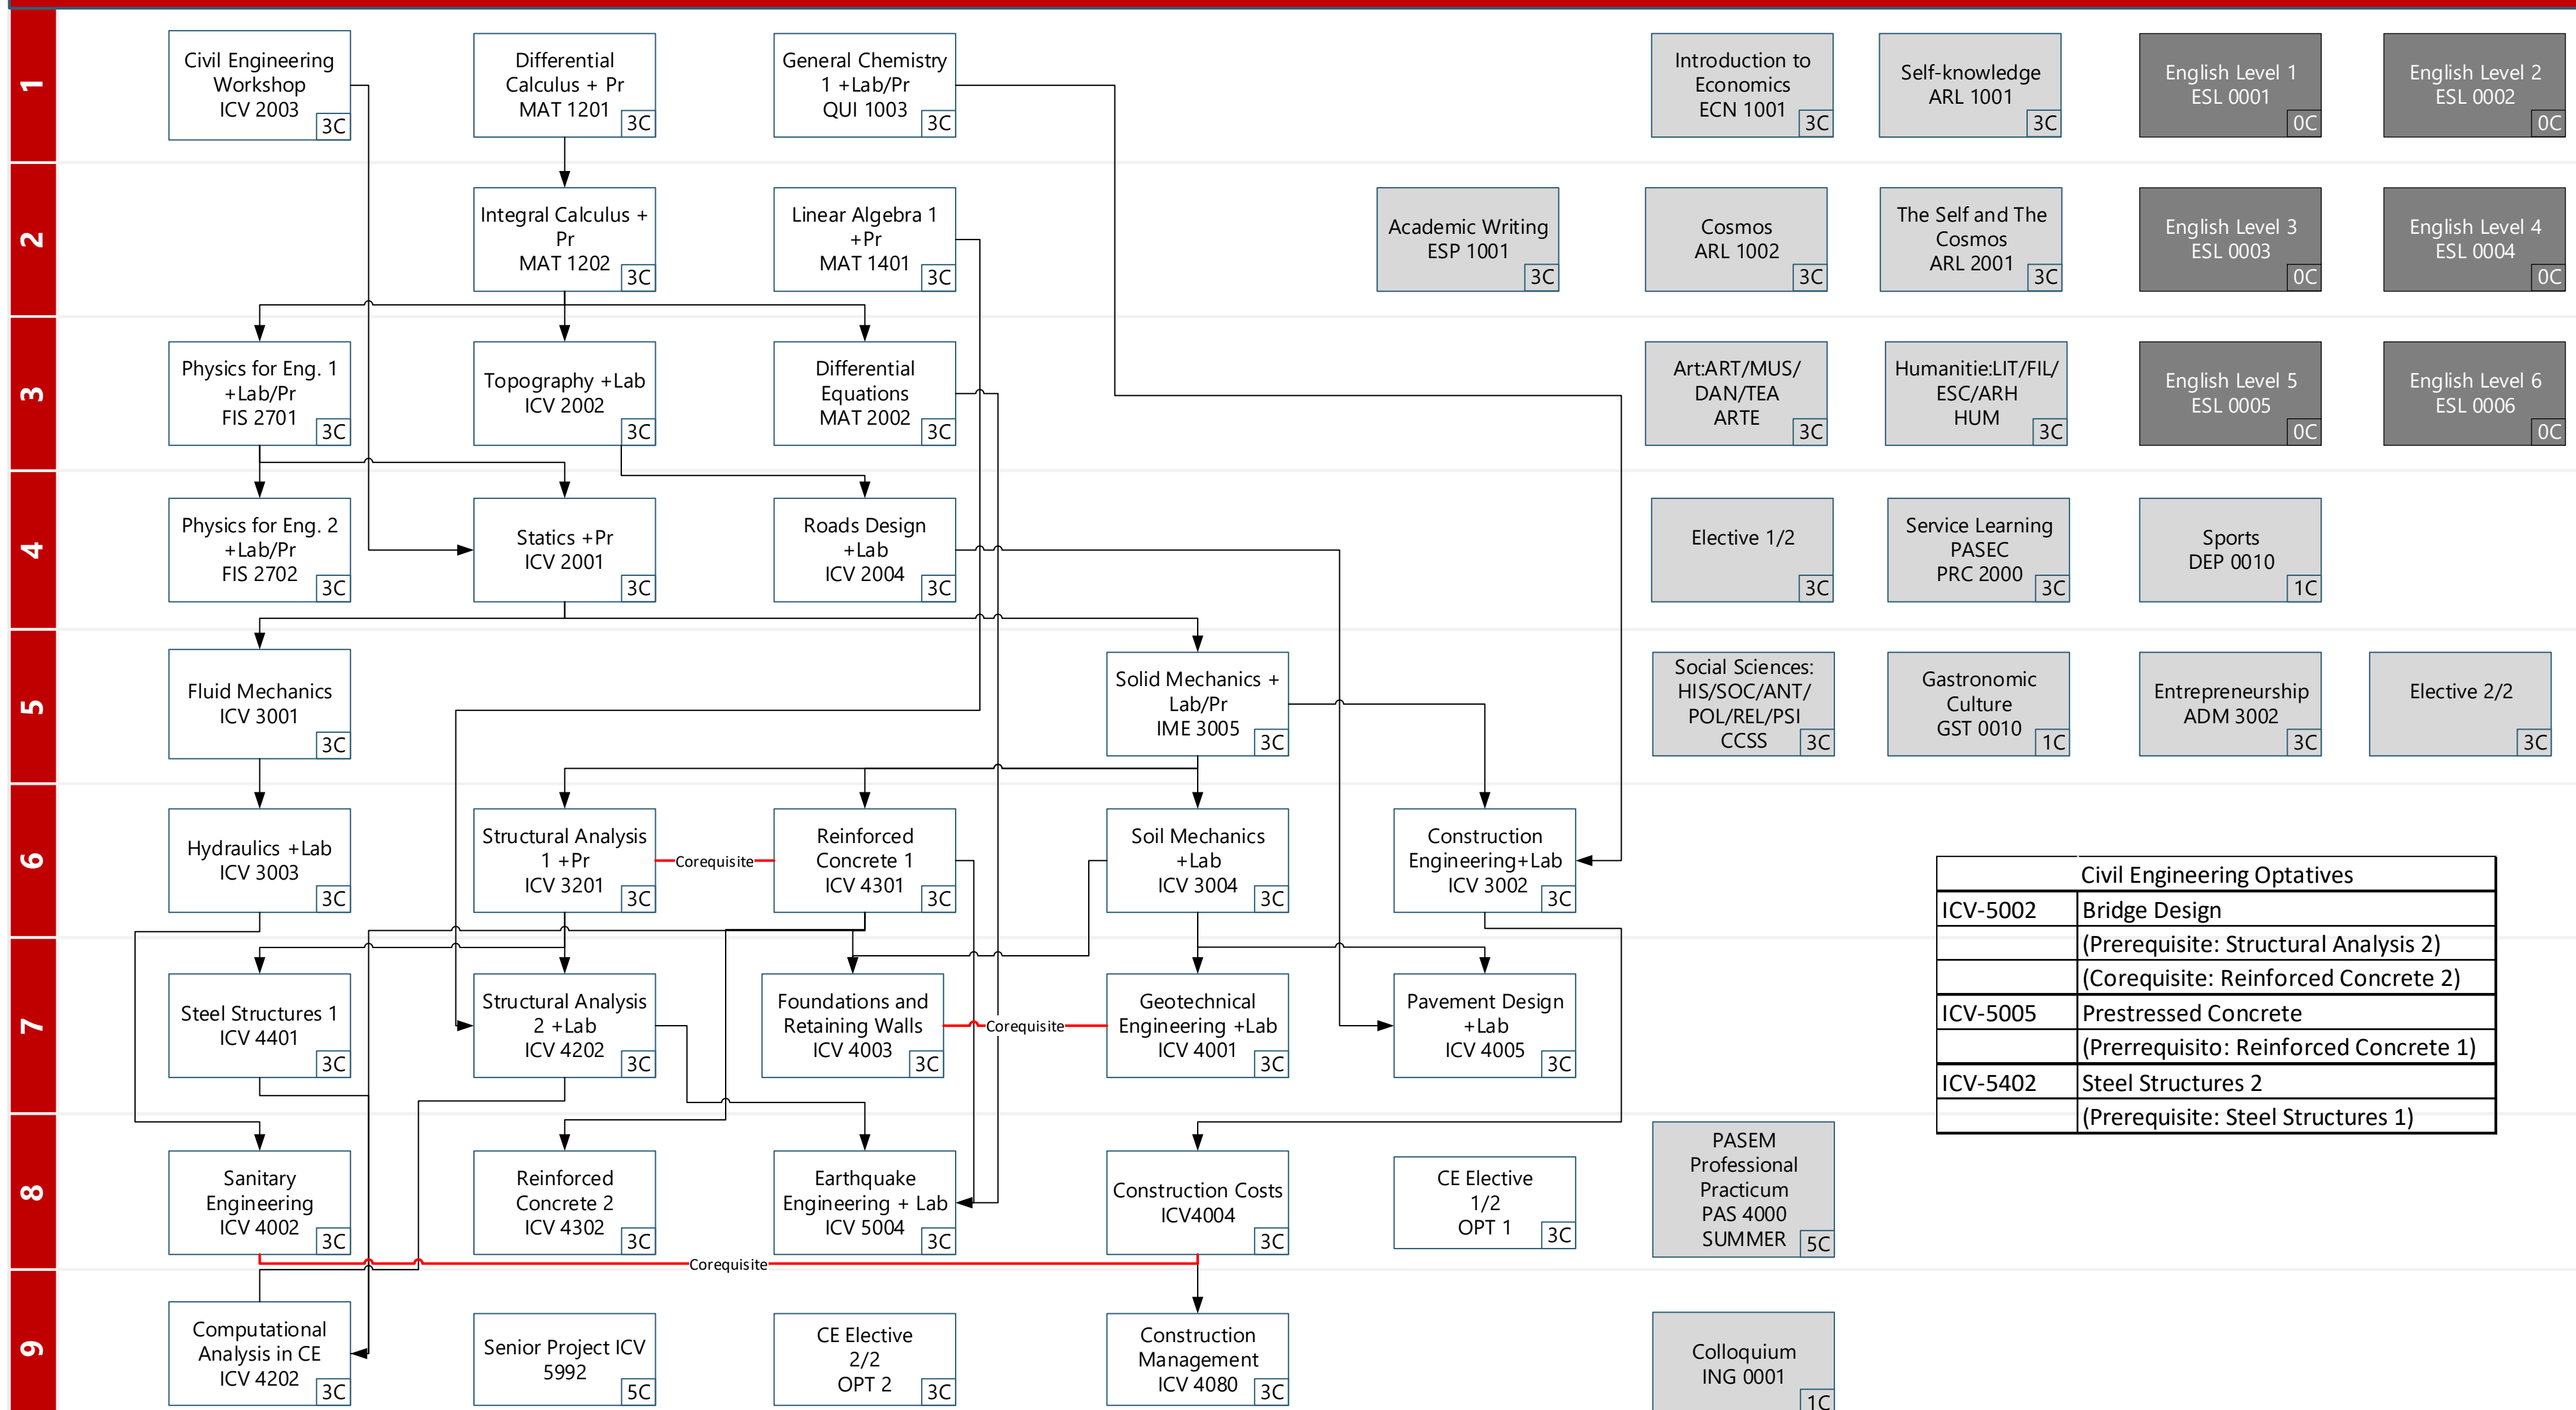 1
Civil Engineering
Workshop
ICV 2003
3C
Differential
Calculus + Pr
MAT 1201
3C
General Chemistry
1 +Lab/Pr
QUI 1003
3C
Introduction to
Economics
ECN 1001
3C
Self-knowledge
ARL 1001
3C
English Level 1
ESL 0001
0C
English Level 2
ESL 0002
0C
2
Integral Calculus +
Pr
MAT 1202
3C
Linear Algebra 1
+Pr
MAT 1401
3C
Academic Writing
ESP 1001
3C
Cosmos
ARL 1002
3C
The Self and The
Cosmos
ARL 2001
3C
English Level 3
ESL 0003
0C
English Level 4
ESL 0004
0C
3
Physics for Eng. 1
+Lab/Pr
FIS 2701
3C
Topography +Lab
ICV 2002
3C
Differential
Equations
MAT 2002
3C
Art:ART/MUS/
DAN/TEA
ARTE
3C
Humanitie:LIT/FIL/
ESC/ARH
HUM
3C
English Level 5
ESL 0005
0C
English Level 6
ESL 0006
0C
4
Physics for Eng. 2
+Lab/Pr
FIS 2702
3C
Statics +Pr
ICV 2001
3C
Roads Design
+Lab
ICV 2004
3C
Elective 1/2
3C
Service Learning
PASEC
PRC 2000
3C
Sports
DEP 0010
1C
5
Fluid Mechanics
ICV 3001
3C
Solid Mechanics +
Lab/Pr
IME 3005
3C
Social Sciences:
HIS/SOC/ANT/
POL/REL/PSI
CCSS
3C
Gastronomic
Culture
GST 0010
1C
Entrepreneurship
ADM 3002
3C
Elective 2/2
3C
6
Hydraulics +Lab
ICV 3003
3C
Structural Analysis
1 +Pr
ICV 3201
3C
Corequisite
Reinforced
Concrete 1
ICV 4301
3C
Soil Mechanics
+Lab
ICV 3004
3C
Construction
Engineering+Lab
ICV 3002
3C
Civil Engineering Optatives
ICV-5002 Bridge Design
(Prerequisite: Structural Analysis 2)
(Corequisite: Reinforced Concrete 2)
ICV-5005 Prestressed Concrete
(Prerrequisito: Reinforced Concrete 1)
ICV-5402 Steel Structures 2
(Prerequisite: Steel Structures 1)
7
Steel Structures 1
ICV 4401
3C
Structural Analysis
2 +Lab
ICV 4202
3C
Foundations and
Retaining Walls
ICV 4003
3C
Corequisite
Geotechnical
Engineering +Lab
ICV 4001
3C
Pavement Design
+Lab
ICV 4005
3C
8
Sanitary
Engineering
ICV 4002
3C
Reinforced
Concrete 2
ICV 4302
3C
Earthquake
Engineering + Lab
ICV 5004
3C
Construction Costs
ICV4004
3C
CE Elective
1/2
OPT 1
3C
PASEM
Professional
Practicum
PAS 4000
SUMMER
5C
Corequisite
9
Computational
Analysis in CE
ICV 4202
3C
Senior Project ICV
5992
5C
CE Elective
2/2
OPT 2
3C
Construction
Management
ICV 4080
3C
Colloquium
ING 0001
1C